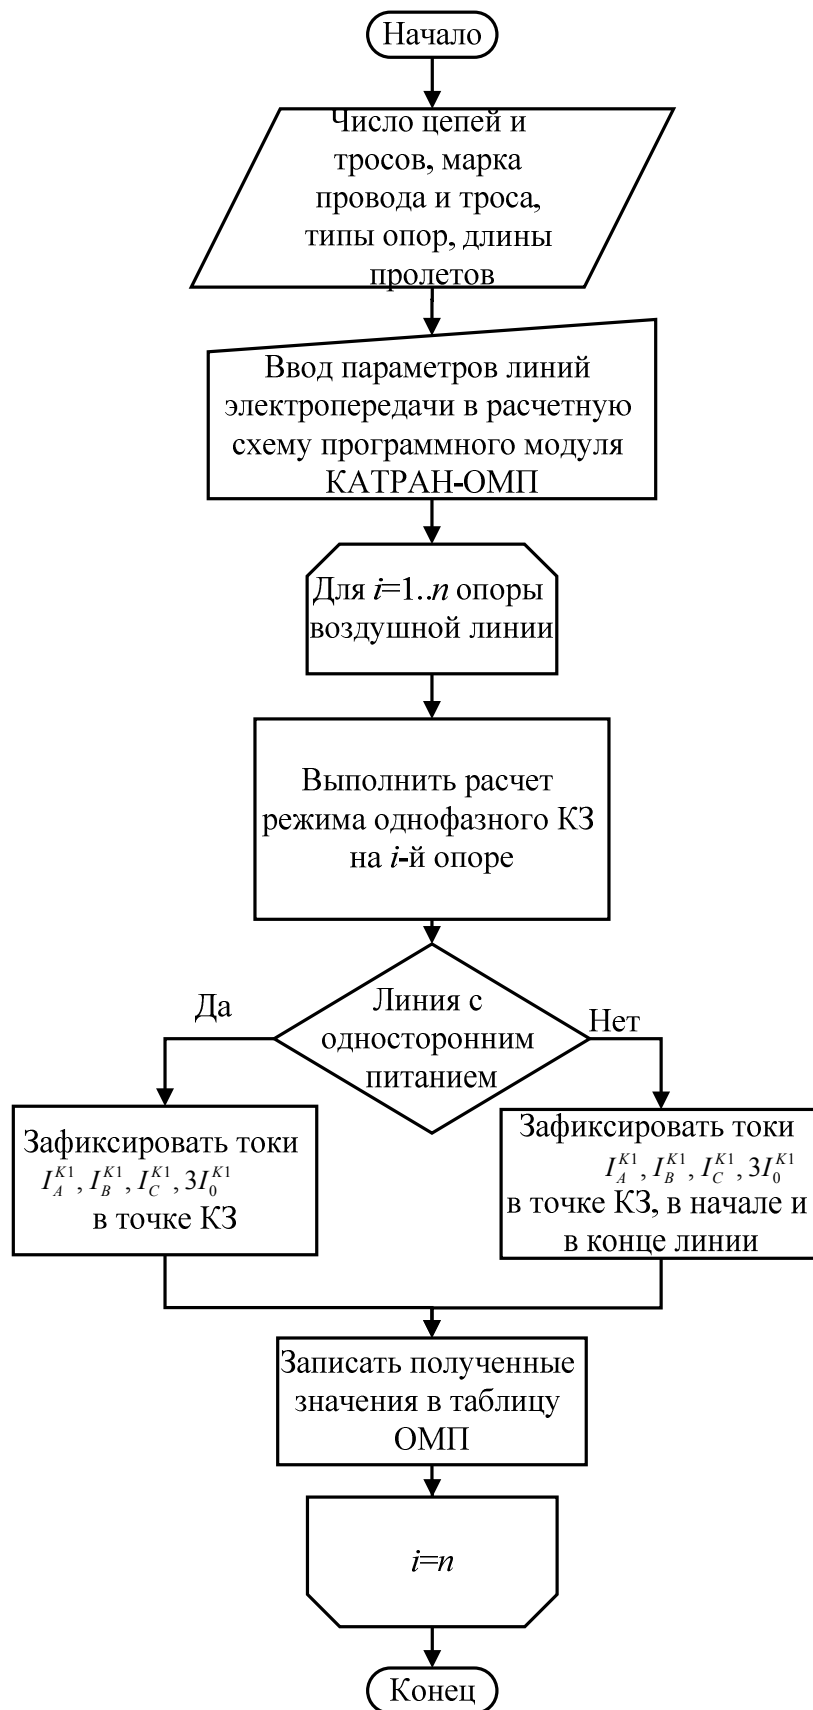 Начало
Число цепей и
тросов, марка
провода и троса,
типы опор, длины
пролетов
Ввод параметров линий
электропередачи в расчетную
схему программного модуля
КАТРАН-ОМП
Для i=1..n опоры
воздушной линии
Выполнить расчет
режима однофазного КЗ
на i-й опоре
Линия с
односторонним
питанием
Да
Нет
Зафиксировать токи
I_A^{K1}, I_B^{K1}, I_C^{K1}, 3I_0^{K1}
в точке КЗ
Зафиксировать токи
I_A^{K1}, I_B^{K1}, I_C^{K1}, 3I_0^{K1}
в точке КЗ, в начале и
в конце линии
Записать полученные
значения в таблицу
ОМП
i=n
Конец